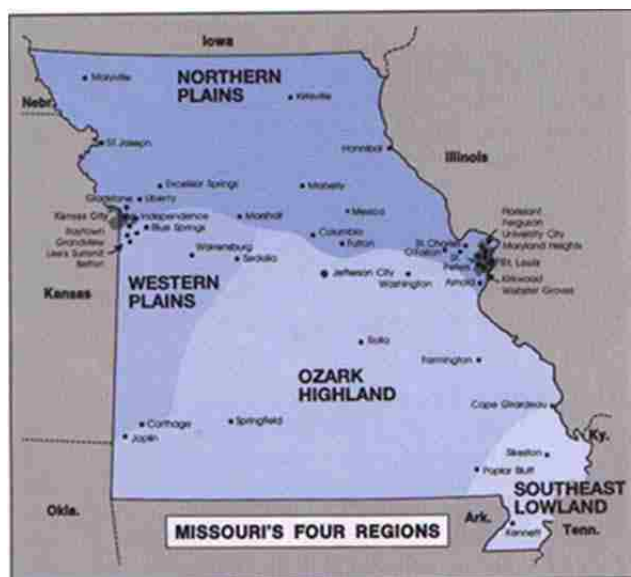 Iowa
NORTHERN
PLAINS
Maryville
Kirksville
Nebr.
St. Joseph
Hannibal
Illinois
Excelsior Springs
Moberly
Gladstone
Liberty
Mexico
Florissant
Ferguson
University City
Maryland Heights
Kansas City
Independence
Marshall
Blue Springs
Columbia
Fulton
St. Charles
O'Fallon
St.
Peters
St. Louis
Raytown
Grandview
Lee's Summit
Belton
Warrensburg
Sedalia
Kirkwood
Webster Groves
Kansas
WESTERN
PLAINS
Jefferson City
Washington
Arnold
Rolla
Farmington
OZARK
HIGHLAND
Cape Girardeau
Carthage
Springfield
Joplin
Ky.
Sikeston
Poplar Bluff
SOUTHEAST
LOWLAND
Okla.
MISSOURI'S FOUR REGIONS
Ark.
Tenn.
Kennett